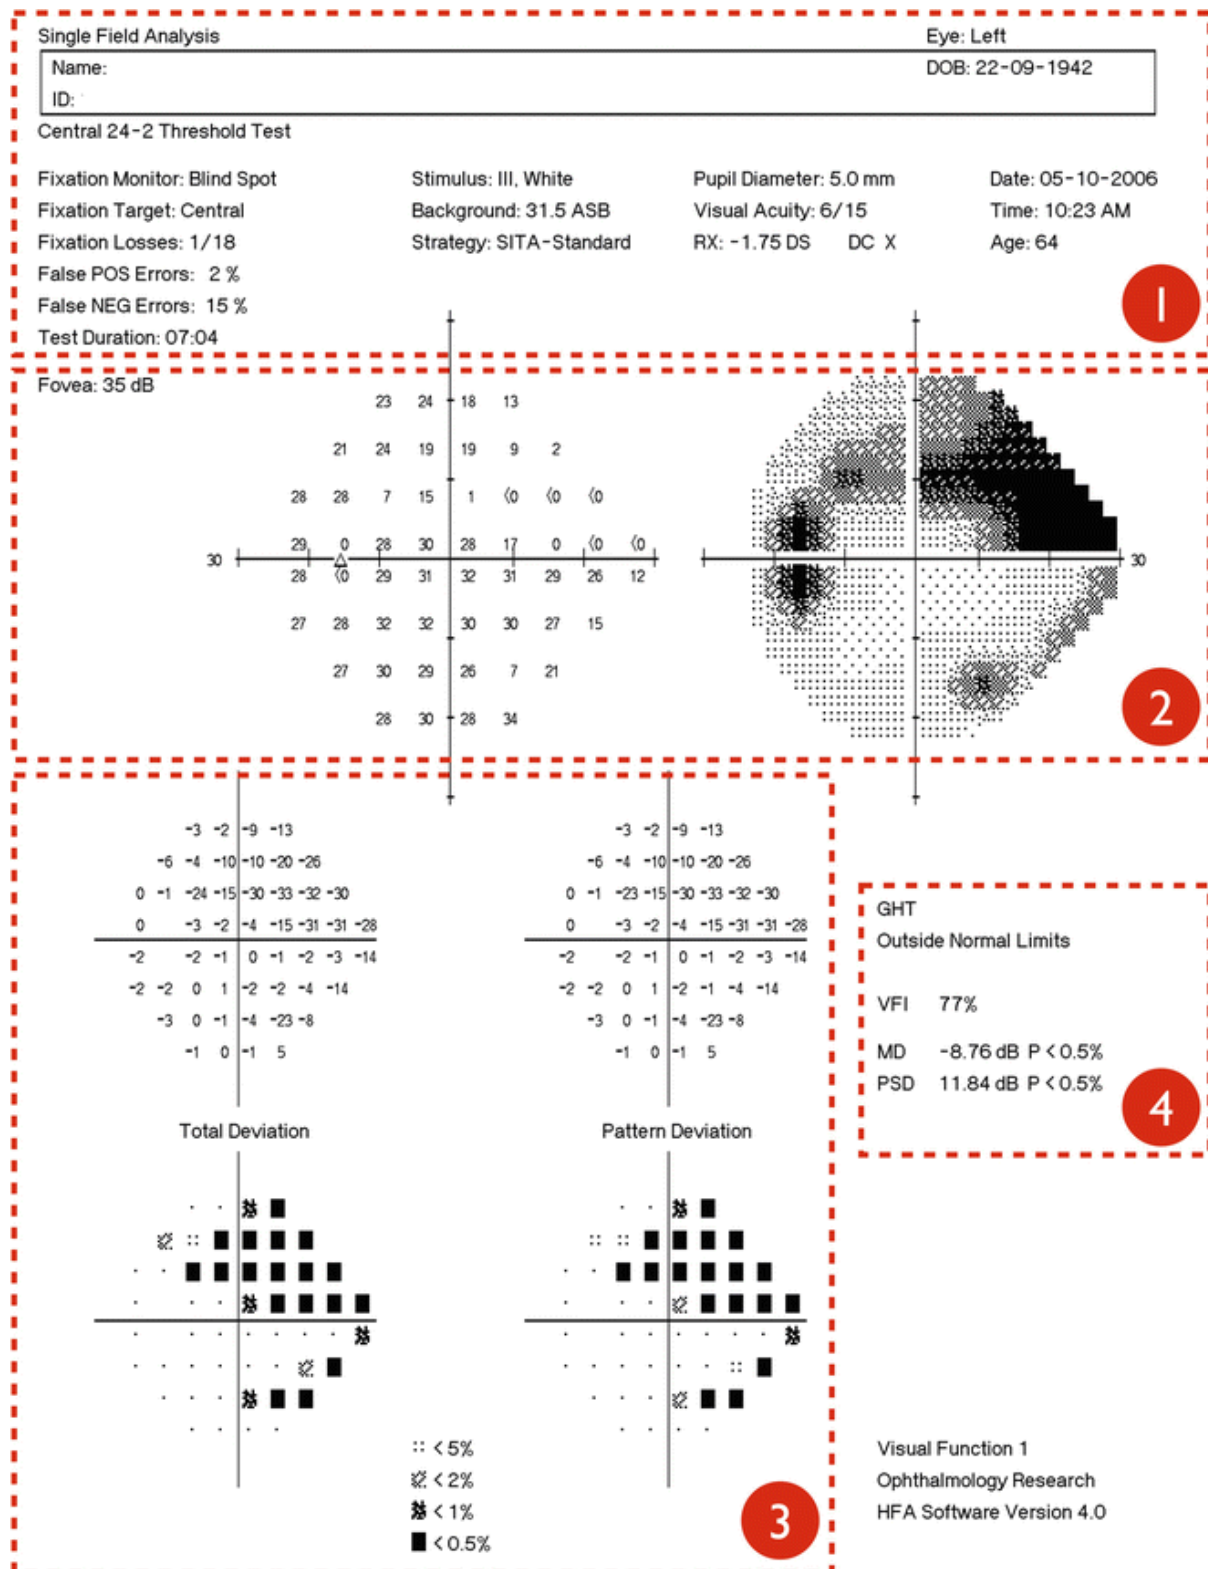 Single Field Analysis Eye: Left
Name: DOB: 22-09-1942
ID:
Central 24-2 Threshold Test
Fixation Monitor: Blind Spot Stimulus: III, White Pupil Diameter: 5.0 mm Date: 05-10-2006
Fixation Target: Central Background: 31.5 ASB Visual Acuity: 6/15 Time: 10:23 AM
Fixation Losses: 1/18 Strategy: SITA-Standard RX: -1.75 DS DC X Age: 64
False POS Errors: 2 %
False NEG Errors: 15 %
Test Duration: 07:04
1
Fovea: 35 dB
23 24 18 13
21 24 19 19 9 2
28 28 7 15 1 <0 <0 <0
29 0 28 30 28 17 0 <0 <0
30 30
28 <0 29 31 32 31 29 26 12
27 28 32 32 30 30 27 15
27 30 29 26 7 21
28 30 28 34
2
-3 -2 -9 -13 -3 -2 -9 -13
-6 -4 -10 -10 -20 -26 -6 -4 -10 -10 -20 -26
0 -1 -24 -15 -30 -33 -32 -30 0 -1 -23 -15 -30 -33 -32 -30
0 -3 -2 -4 -15 -31 -31 -28 0 -3 -2 -4 -15 -31 -31 -28
-2 -2 -1 0 -1 -2 -3 -14 -2 -2 -1 0 -1 -2 -3 -14
-2 -2 0 1 -2 -2 -4 -14 -2 -2 0 1 -2 -1 -4 -14
-3 0 -1 -4 -23 -8 -3 0 -1 -4 -23 -8
-1 0 -1 5 -1 0 -1 5
Total Deviation Pattern Deviation
< 5%
< 2%
< 1%
< 0.5%
3
GHT
Outside Normal Limits
VFI 77%
MD -8.76 dB P < 0.5%
PSD 11.84 dB P < 0.5%
4
Visual Function 1
Ophthalmology Research
HFA Software Version 4.0